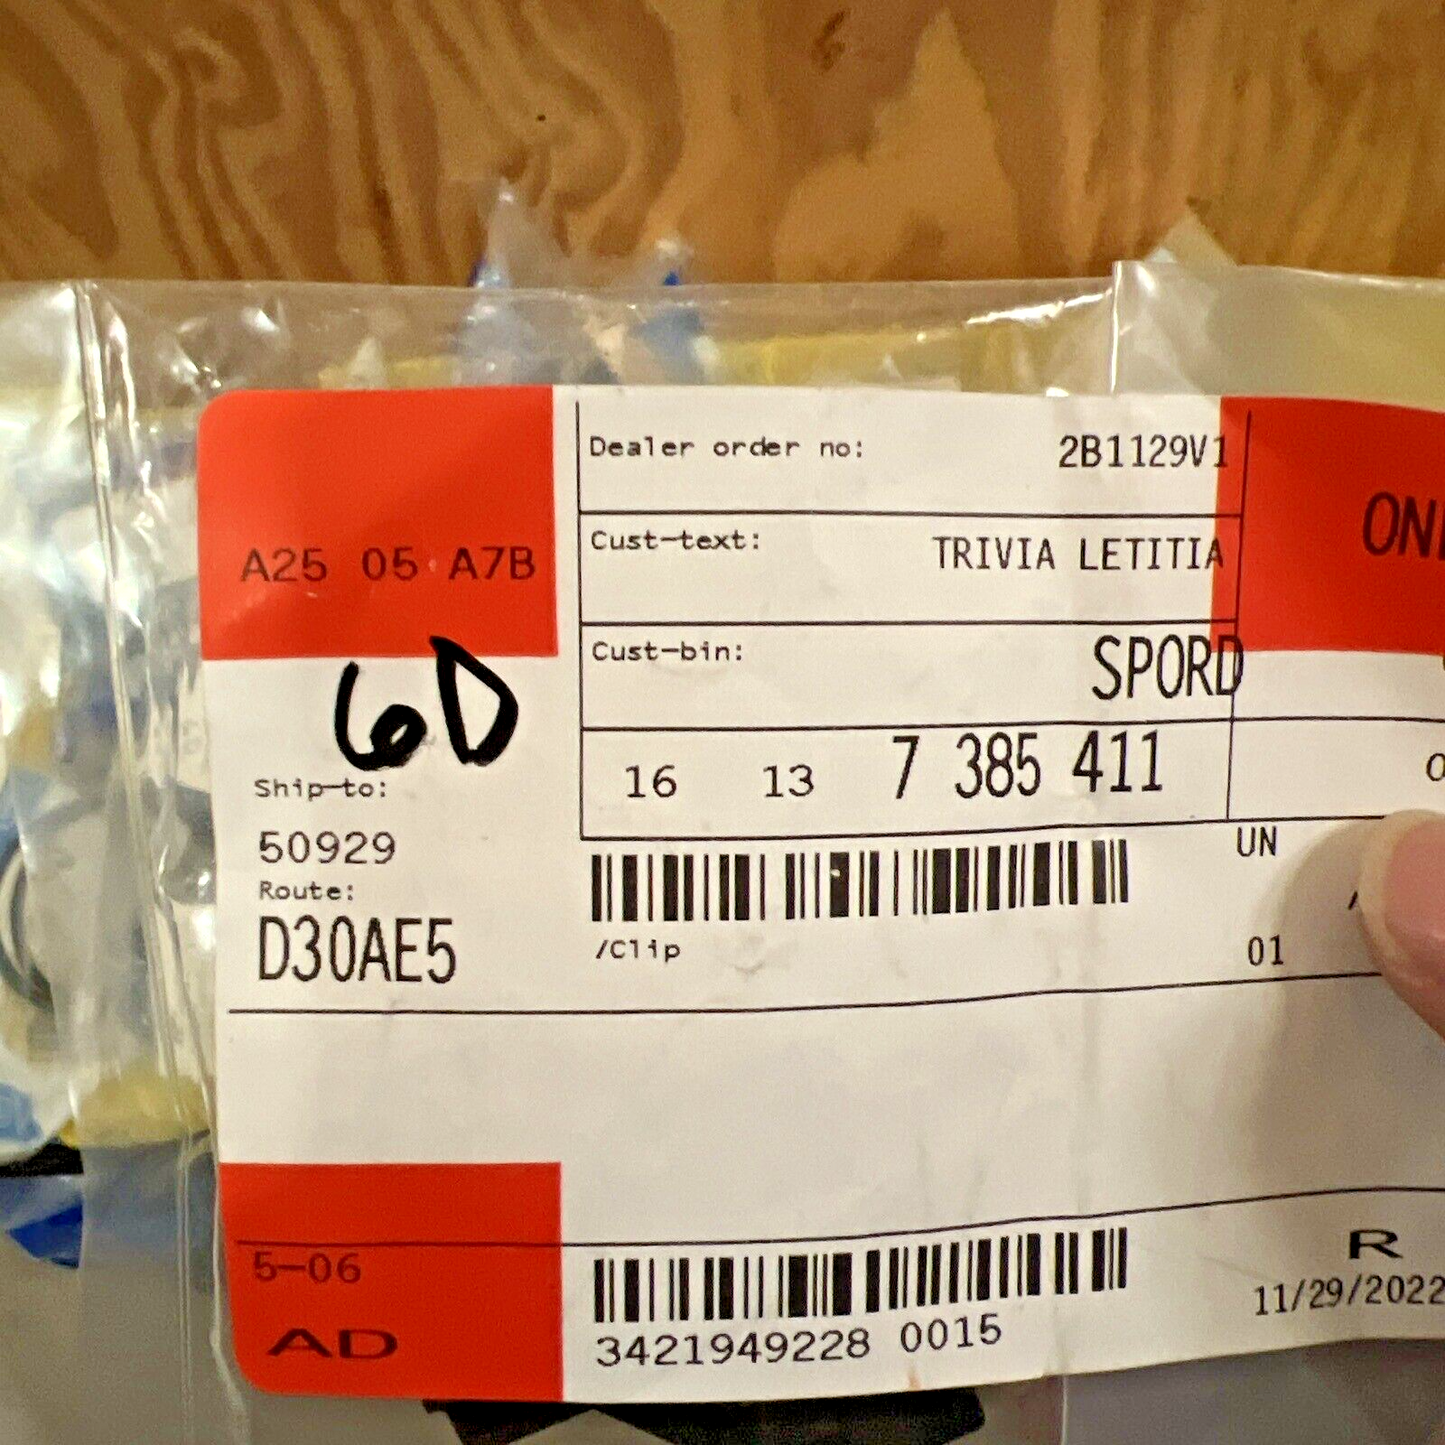 A25 05 A7B
6D
Ship-to:
50929
Route:
D30AE5
Dealer order no: 2B1129V1
Cust-text: TRIVIA LETITIA
Cust-bin: SPORD
16 13 7 385 411
UN
/Clip
01
5-06
AD
3421949228 0015
R
11/29/2022